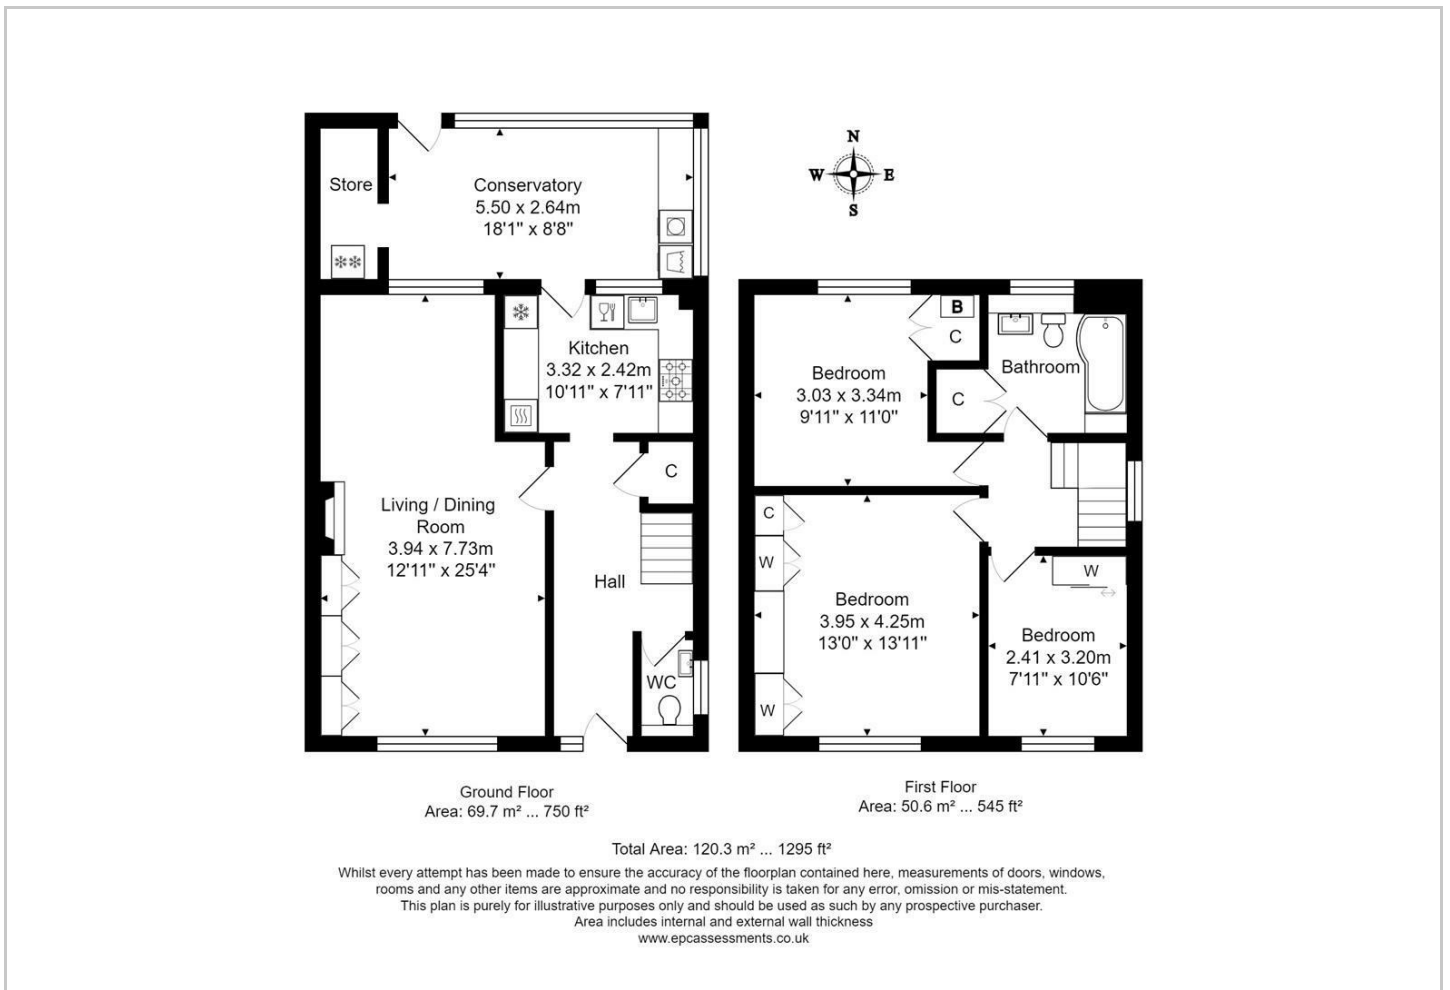 Store
Conservatory
5.50 x 2.64m
18'1" x 8'8"
Kitchen
3.32 x 2.42m
10'11" x 7'11"
C
Living / Dining
Room
3.94 x 7.73m
12'11" x 25'4"
Hall
WC
N
W
E
S
B
C
Bedroom
3.03 x 3.34m
9'11" x 11'0"
Bathroom
C
C
W
Bedroom
3.95 x 4.25m
13'0" x 13'11"
W
W
Bedroom
2.41 x 3.20m
7'11" x 10'6"
Ground Floor
Area: 69.7 m² ... 750 ft²
First Floor
Area: 50.6 m² ... 545 ft²
Total Area: 120.3 m² ... 1295 ft²
Whilst every attempt has been made to ensure the accuracy of the floorplan contained here, measurements of doors, windows,
rooms and any other items are approximate and no responsibility is taken for any error, omission or mis-statement.
This plan is purely for illustrative purposes only and should be used as such by any prospective purchaser.
Area includes internal and external wall thickness
www.epcassessments.co.uk